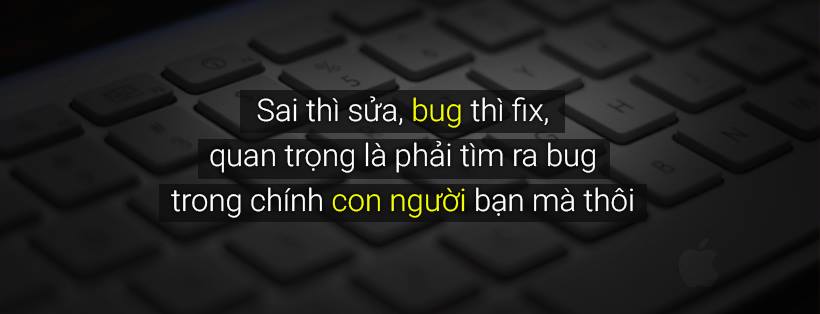 Sai thì sửa, bug thì fix,
quan trọng là phải tìm ra bug
trong chính con người bạn mà thôi